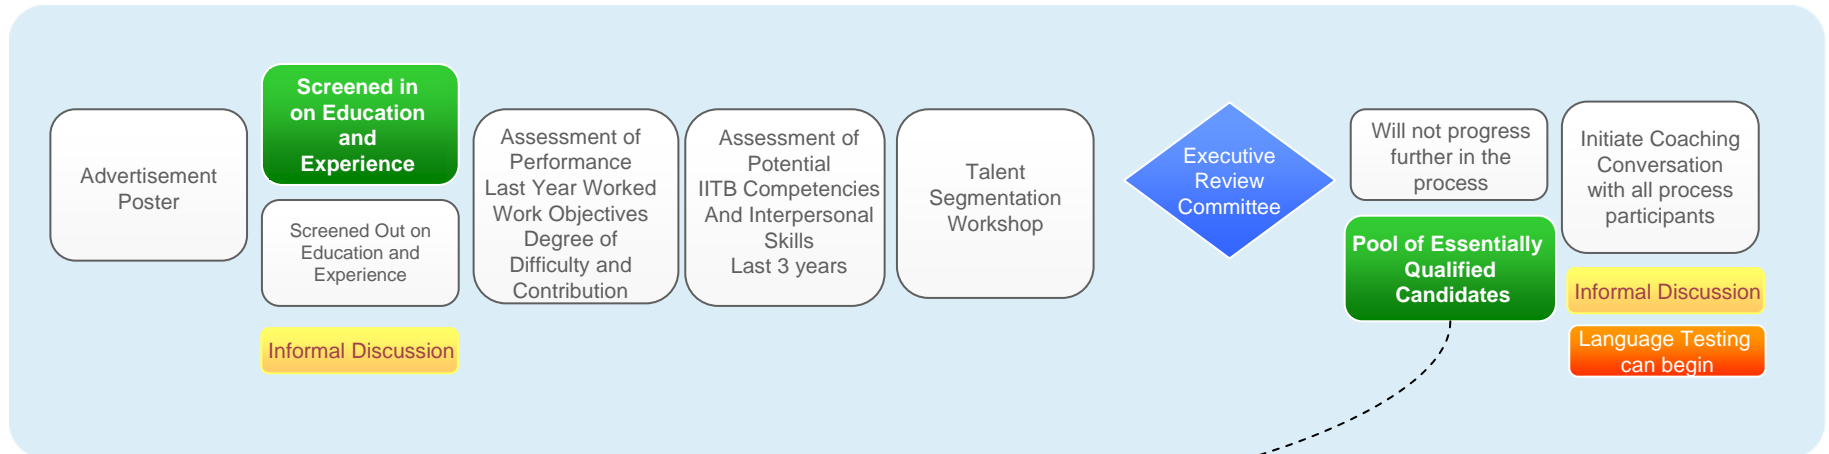 Advertisement
Poster
Screened in
on Education
and
Experience
Screened Out on
Education and
Experience
Informal Discussion
Assessment of
Performance
Last Year Worked
Work Objectives
Degree of
Difficulty and
Contribution
Assessment of
Potential
IITB Competencies
And Interpersonal
Skills
Last 3 years
Talent
Segmentation
Workshop
Executive
Review
Committee
Will not progress
further in the
process
Pool of Essentially
Qualified
Candidates
Initiate Coaching
Conversation
with all process
participants
Informal Discussion
Language Testing
can begin